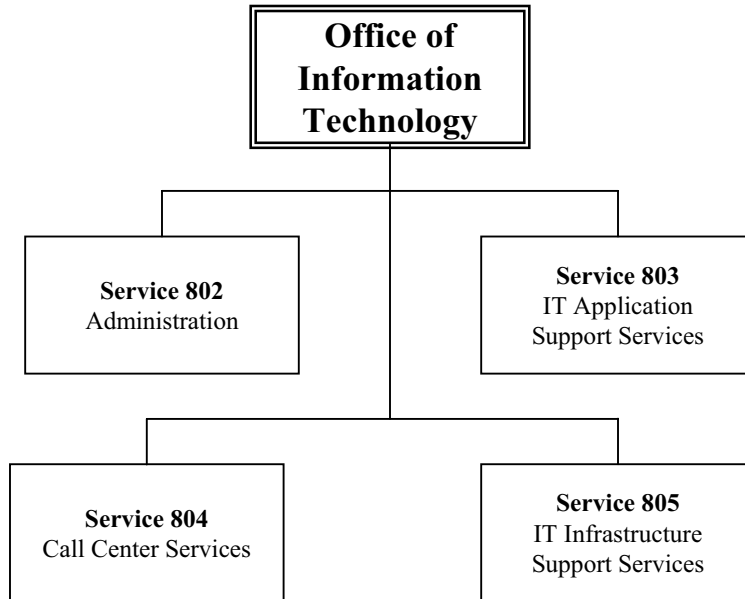 Office of
Information
Technology
Service 802
Administration
Service 803
IT Application
Support Services
Service 804
Call Center Services
Service 805
IT Infrastructure
Support Services